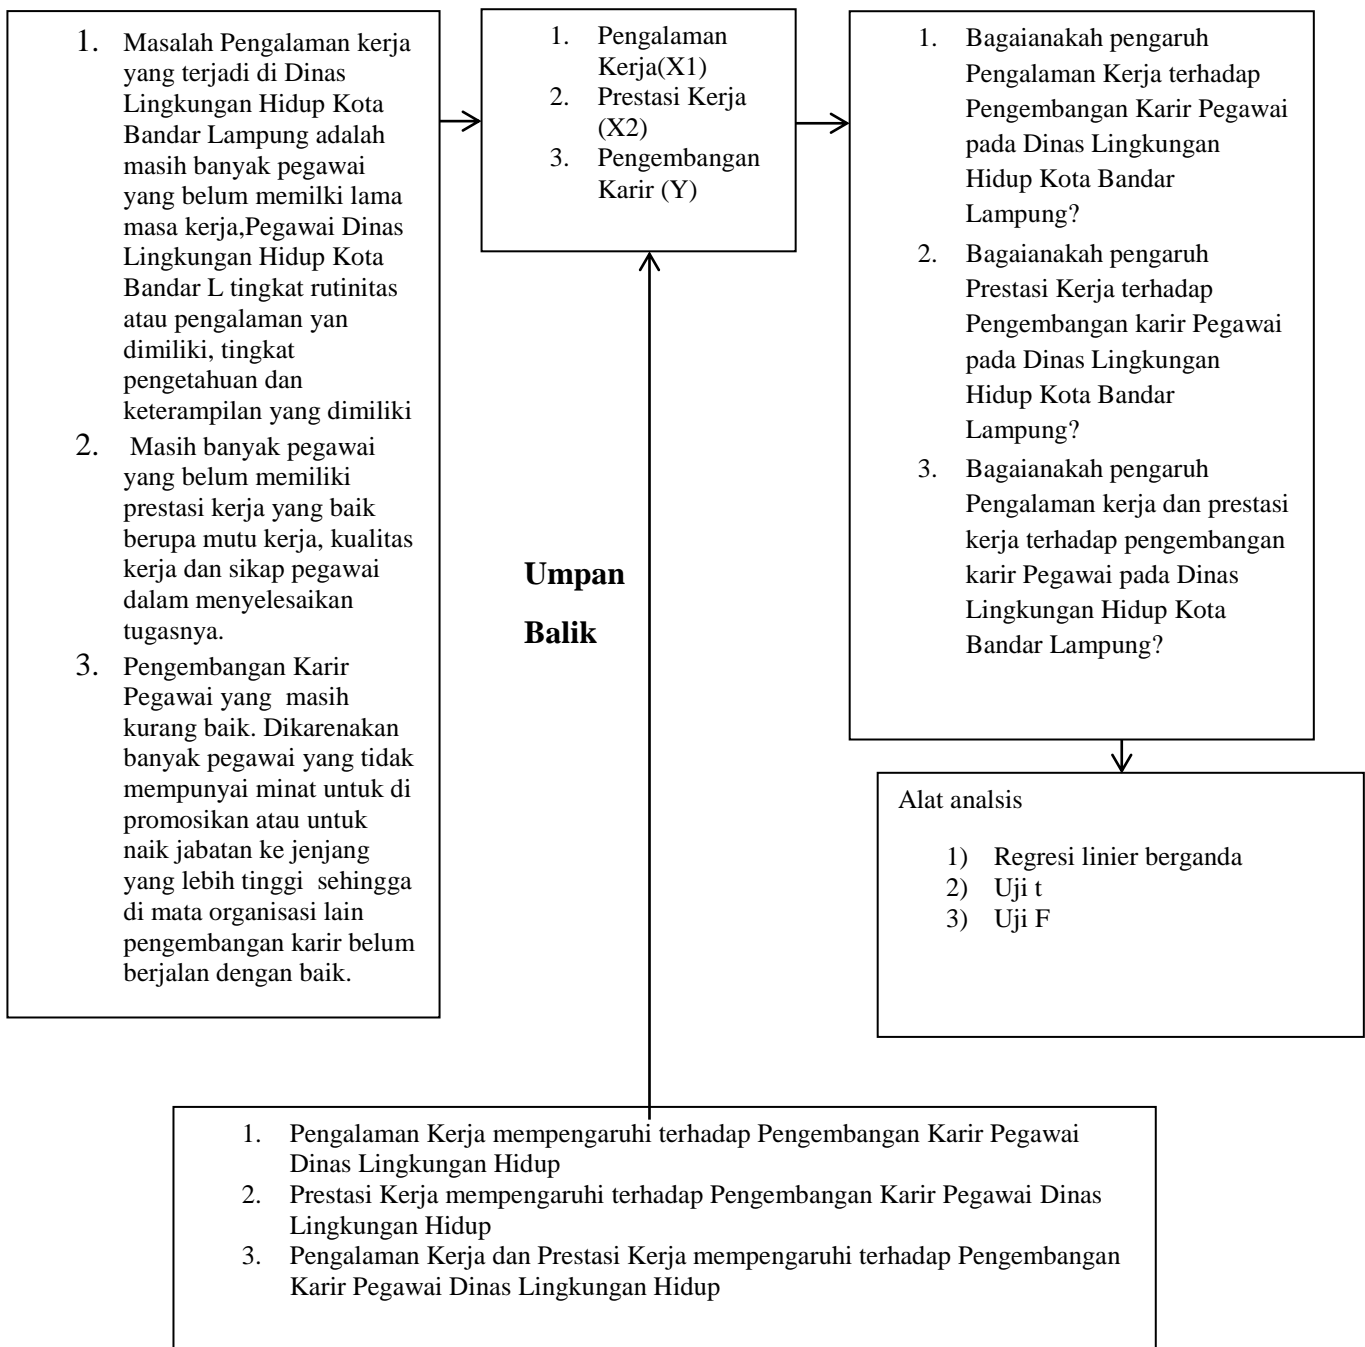 1. Masalah Pengalaman kerja
yang terjadi di Dinas
Lingkungan Hidup Kota
Bandar Lampung adalah
masih banyak pegawai
yang belum memilki lama
masa kerja,Pegawai Dinas
Lingkungan Hidup Kota
Bandar L tingkat rutinitas
atau pengalaman yan
dimiliki, tingkat
pengetahuan dan
keterampilan yang dimiliki
2. Masih banyak pegawai
yang belum memiliki
prestasi kerja yang baik
berupa mutu kerja, kualitas
kerja dan sikap pegawai
dalam menyelesaikan
tugasnya.
3. Pengembangan Karir
Pegawai yang masih
kurang baik. Dikarenakan
banyak pegawai yang tidak
mempunyai minat untuk di
promosikan atau untuk
naik jabatan ke jenjang
yang lebih tinggi sehingga
di mata organisasi lain
pengembangan karir belum
berjalan dengan baik.
1. Pengalaman
Kerja(X1)
2. Prestasi Kerja
(X2)
3. Pengembangan
Karir (Y)
1. Bagaianakah pengaruh
Pengalaman Kerja terhadap
Pengembangan Karir Pegawai
pada Dinas Lingkungan
Hidup Kota Bandar
Lampung?
2. Bagaianakah pengaruh
Prestasi Kerja terhadap
Pengembangan karir Pegawai
pada Dinas Lingkungan
Hidup Kota Bandar
Lampung?
3. Bagaianakah pengaruh
Pengalaman kerja dan prestasi
kerja terhadap pengembangan
karir Pegawai pada Dinas
Lingkungan Hidup Kota
Bandar Lampung?
Umpan
Balik
Alat analsis
1) Regresi linier berganda
2) Uji t
3) Uji F
1. Pengalaman Kerja mempengaruhi terhadap Pengembangan Karir Pegawai
Dinas Lingkungan Hidup
2. Prestasi Kerja mempengaruhi terhadap Pengembangan Karir Pegawai Dinas
Lingkungan Hidup
3. Pengalaman Kerja dan Prestasi Kerja mempengaruhi terhadap Pengembangan
Karir Pegawai Dinas Lingkungan Hidup